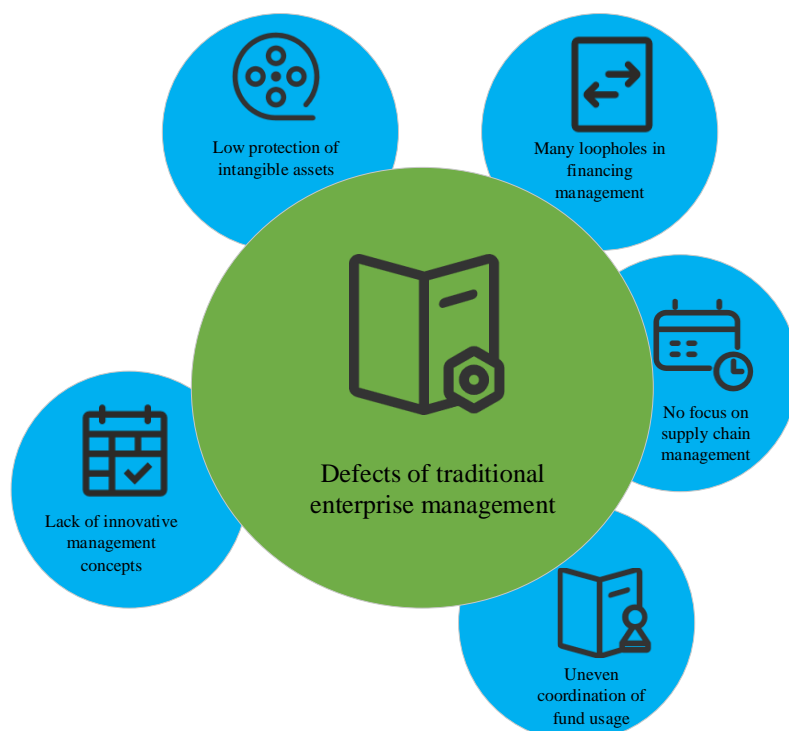 Low protection of
intangible assets
Many loopholes in
financing
management
No focus on
supply chain
management
Defects of traditional
enterprise management
Lack of innovative
management
concepts
Uneven
coordination of
fund usage